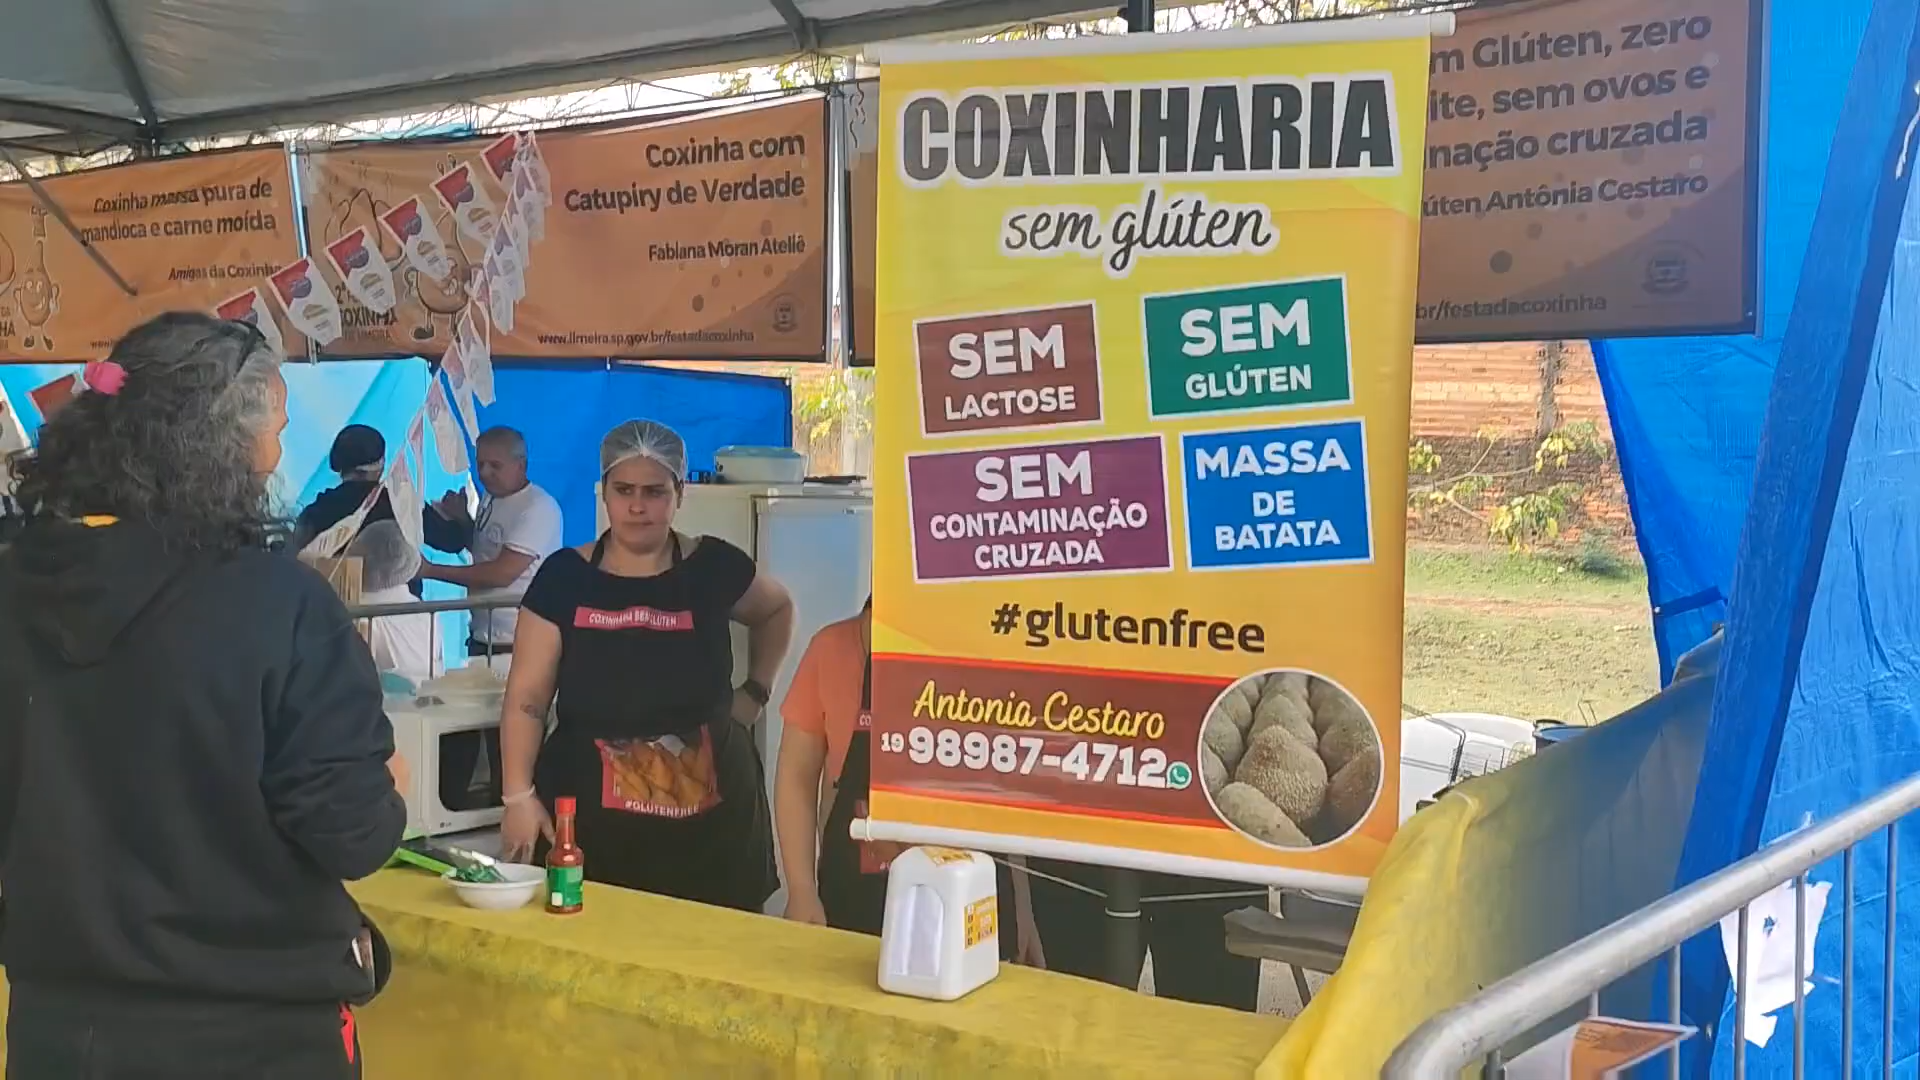 Coxinha massa pura de
mandioca e carne moída
Amigas da Coxinha
Coxinha com
Catupiry de Verdade
Fabiana Moran Ateliê
www.limeira.sp.gov.br/festadacoxinha
COXINHARIA
sem glúten
SEM
LACTOSE
SEM
GLÚTEN
SEM
CONTAMINAÇÃO
CRUZADA
MASSA
DE
BATATA
#glutenfree
Antonia Cestaro
19 98987-4712
m Glúten, zero
ite, sem ovos e
nação cruzada
úten Antônia Cestaro
br/festadacoxinha
COXINHARIA SEM GLÚTEN
#GLUTENFREE